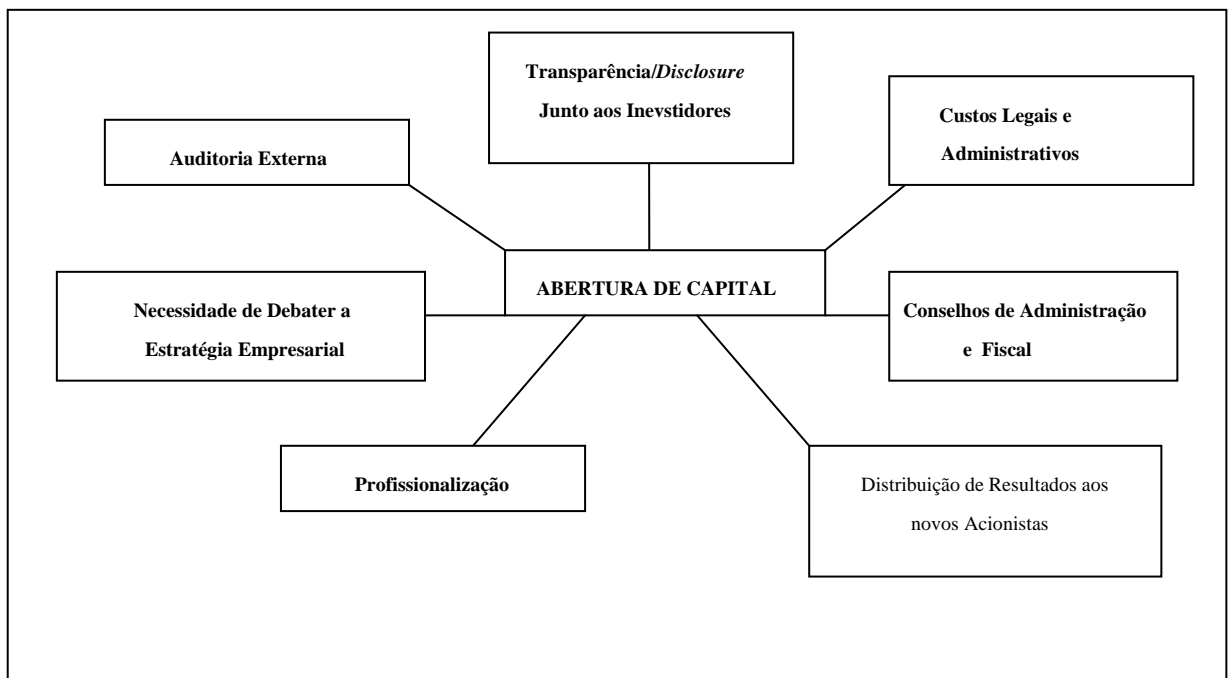 Transparência/Disclosure
Junto aos Inevstidores
Custos Legais e
Administrativos
Auditoria Externa
ABERTURA DE CAPITAL
Necessidade de Debater a
Estratégia Empresarial
Conselhos de Administração
e Fiscal
Profissionalização
Distribuição de Resultados aos
novos Acionistas